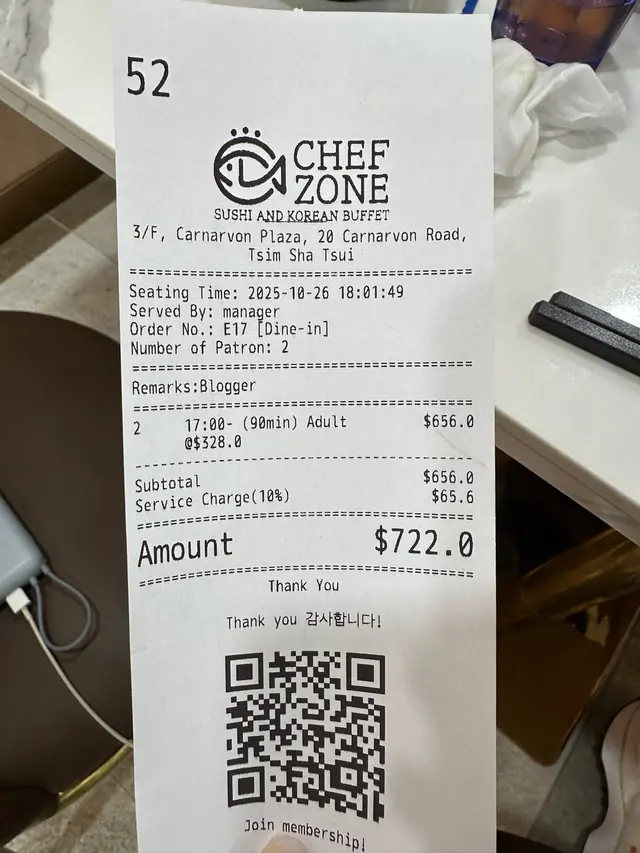 52
CHEF
ZONE
SUSHI AND KOREAN BUFFET
3/F, Carnarvon Plaza, 20 Carnarvon Road,
Tsim Sha Tsui
Seating Time: 2025-10-26 18:01:49
Served By: manager
Order No.: E17 [Dine-in]
Number of Patron: 2
Remarks:Blogger
2 17:00- (90min) Adult $656.0
@$328.0
Subtotal $656.0
Service Charge(10%) $65.6
Amount $722.0
Thank You
Thank you 감사합니다!
Join membership!